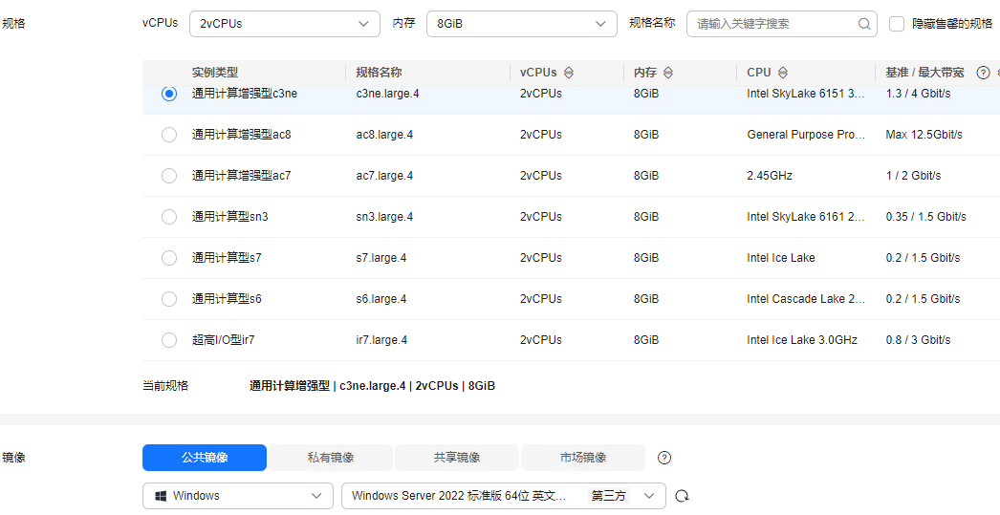 规格 vCPUs 2vCPUs 内存 8GiB 规格名称 请输入关键字搜索 隐藏售罄的规格
实例类型 规格名称 vCPUs 内存 CPU 基准 / 最大带宽 ?
通用计算增强型c3ne c3ne.large.4 2vCPUs 8GiB Intel SkyLake 6151 3... 1.3 / 4 Gbit/s
通用计算增强型ac8 ac8.large.4 2vCPUs 8GiB General Purpose Pro... Max 12.5Gbit/s
通用计算增强型ac7 ac7.large.4 2vCPUs 8GiB 2.45GHz 1 / 2 Gbit/s
通用计算型sn3 sn3.large.4 2vCPUs 8GiB Intel SkyLake 6161 2... 0.35 / 1.5 Gbit/s
通用计算型s7 s7.large.4 2vCPUs 8GiB Intel Ice Lake 0.2 / 1.5 Gbit/s
通用计算型s6 s6.large.4 2vCPUs 8GiB Intel Cascade Lake 2... 0.2 / 1.5 Gbit/s
超高I/O型ir7 ir7.large.4 2vCPUs 8GiB Intel Ice Lake 3.0GHz 0.8 / 3 Gbit/s
当前规格 通用计算增强型 | c3ne.large.4 | 2vCPUs | 8GiB
镜像 公共镜像 私有镜像 共享镜像 市场镜像 ?
Windows Windows Server 2022 标准版 64位 英文... 第三方